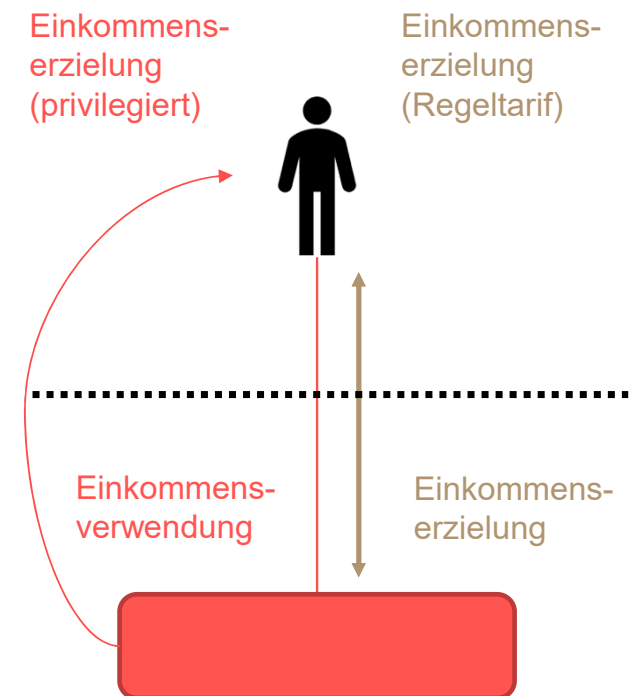 Einkommens-
erzielung
(privilegiert)
Einkommens-
erzielung
(Regeltarif)
Einkommens-
verwendung
Einkommens-
erzielung